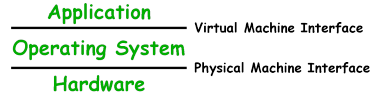 Application
Virtual Machine Interface
Operating System
Physical Machine Interface
Hardware